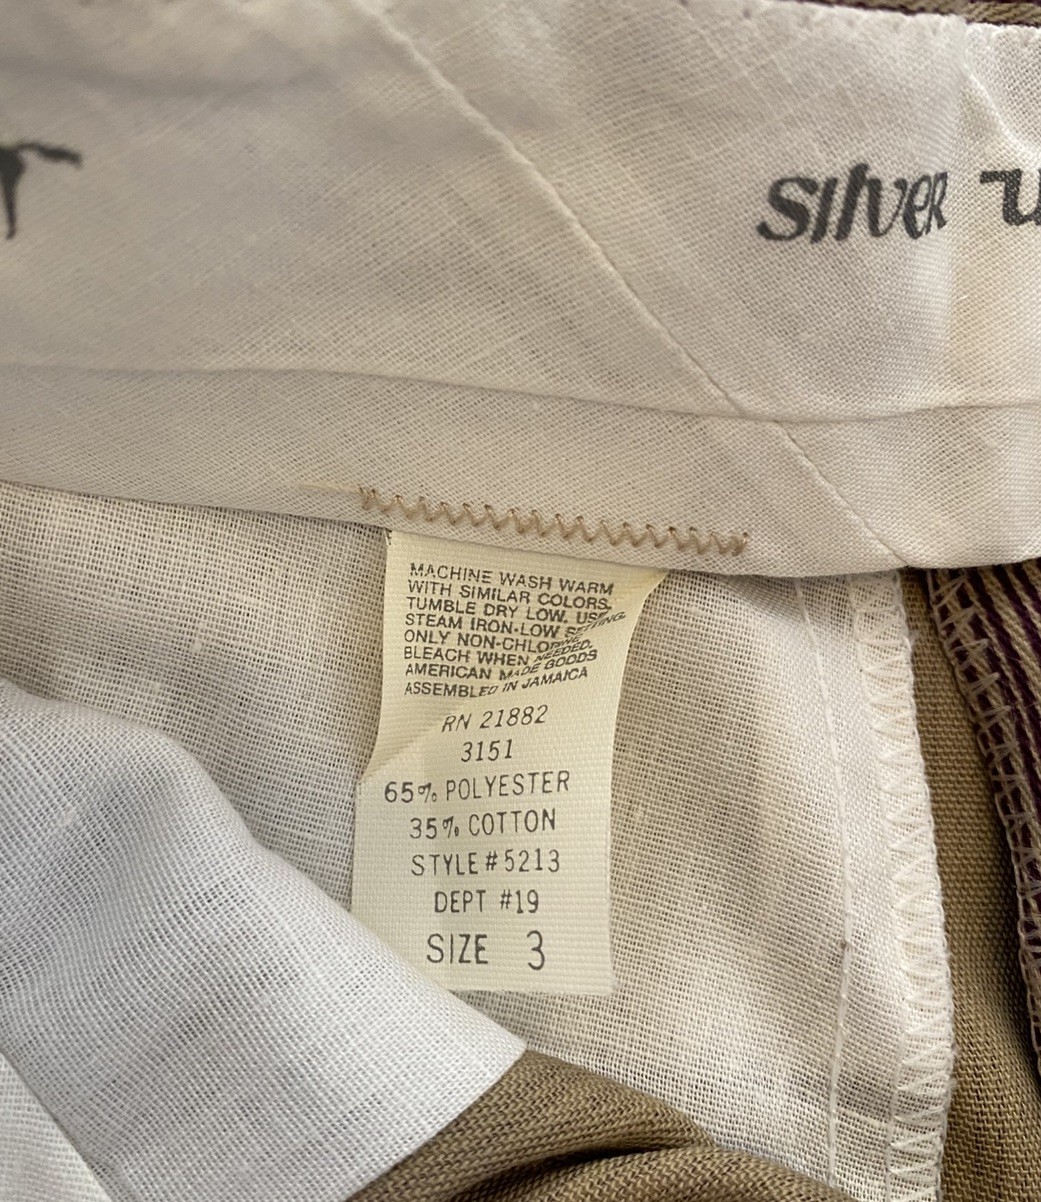 T
silver
MACHINE WASH WARM
WITH SIMILAR COLORS.
TUMBLE DRY LOW. USE
STEAM IRON-LOW SETTING.
ONLY NON-CHLORINE
BLEACH WHEN NEEDED.
AMERICAN MADE GOODS
ASSEMBLED IN JAMAICA
RN 21882
3151
65% POLYESTER
35% COTTON
STYLE #5213
DEPT #19
SIZE 3